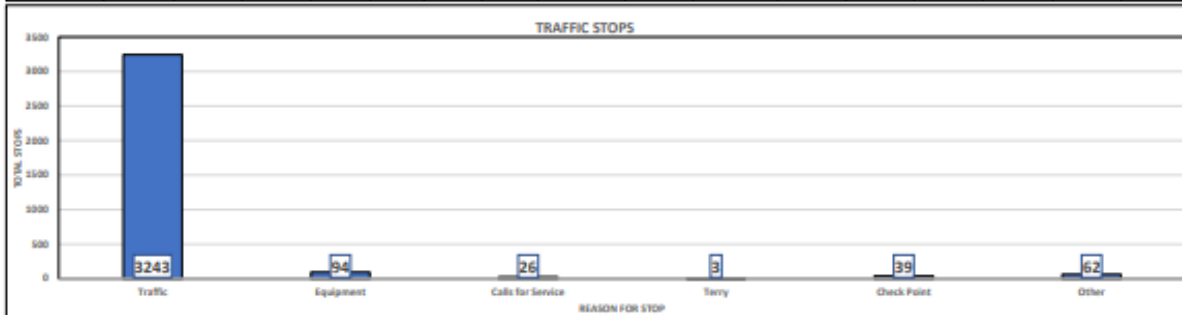 TRAFFIC STOPS
3500
3000
2500
2000
1500
1000
500
0
TOTAL STOPS
3243 94 26 3 39 62
Traffic Equipment Calls for Service Terry Check Point Other
REASON FOR STOP